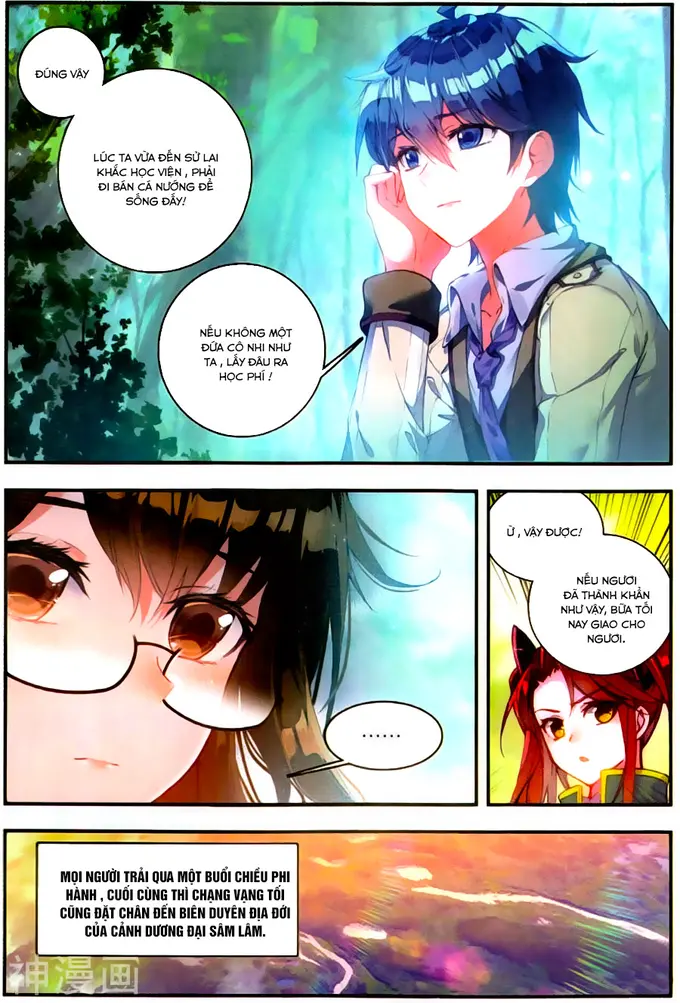 ĐÚNG VẬY
LÚC TA VỪA ĐẾN SỬ LAI
KHẮC HỌC VIỆN , PHẢI
ĐI BÁN CÁ NƯỚNG ĐỂ
SỐNG ĐẤY!
NẾU KHÔNG MỘT
ĐỨA CÔ NHI NHƯ
TA , LẤY ĐÂU RA
HỌC PHÍ !
......
Ừ , VẬY ĐƯỢC!
NẾU NGƯƠI
ĐÃ THÀNH KHẨN
NHƯ VẬY, BỮA TỐI
NAY GIAO CHO
NGƯƠI.
MỌI NGƯỜI TRẢI QUA MỘT BUỔI CHIỀU PHI
HÀNH , CUỐI CÙNG THÌ CHẠNG VẠNG TỐI
CŨNG ĐẶT CHÂN ĐẾN BIÊN DUYÊN ĐỊA ĐỚI
CỦA CẢNH DƯƠNG ĐẠI SÂM LÂM.
神漫画